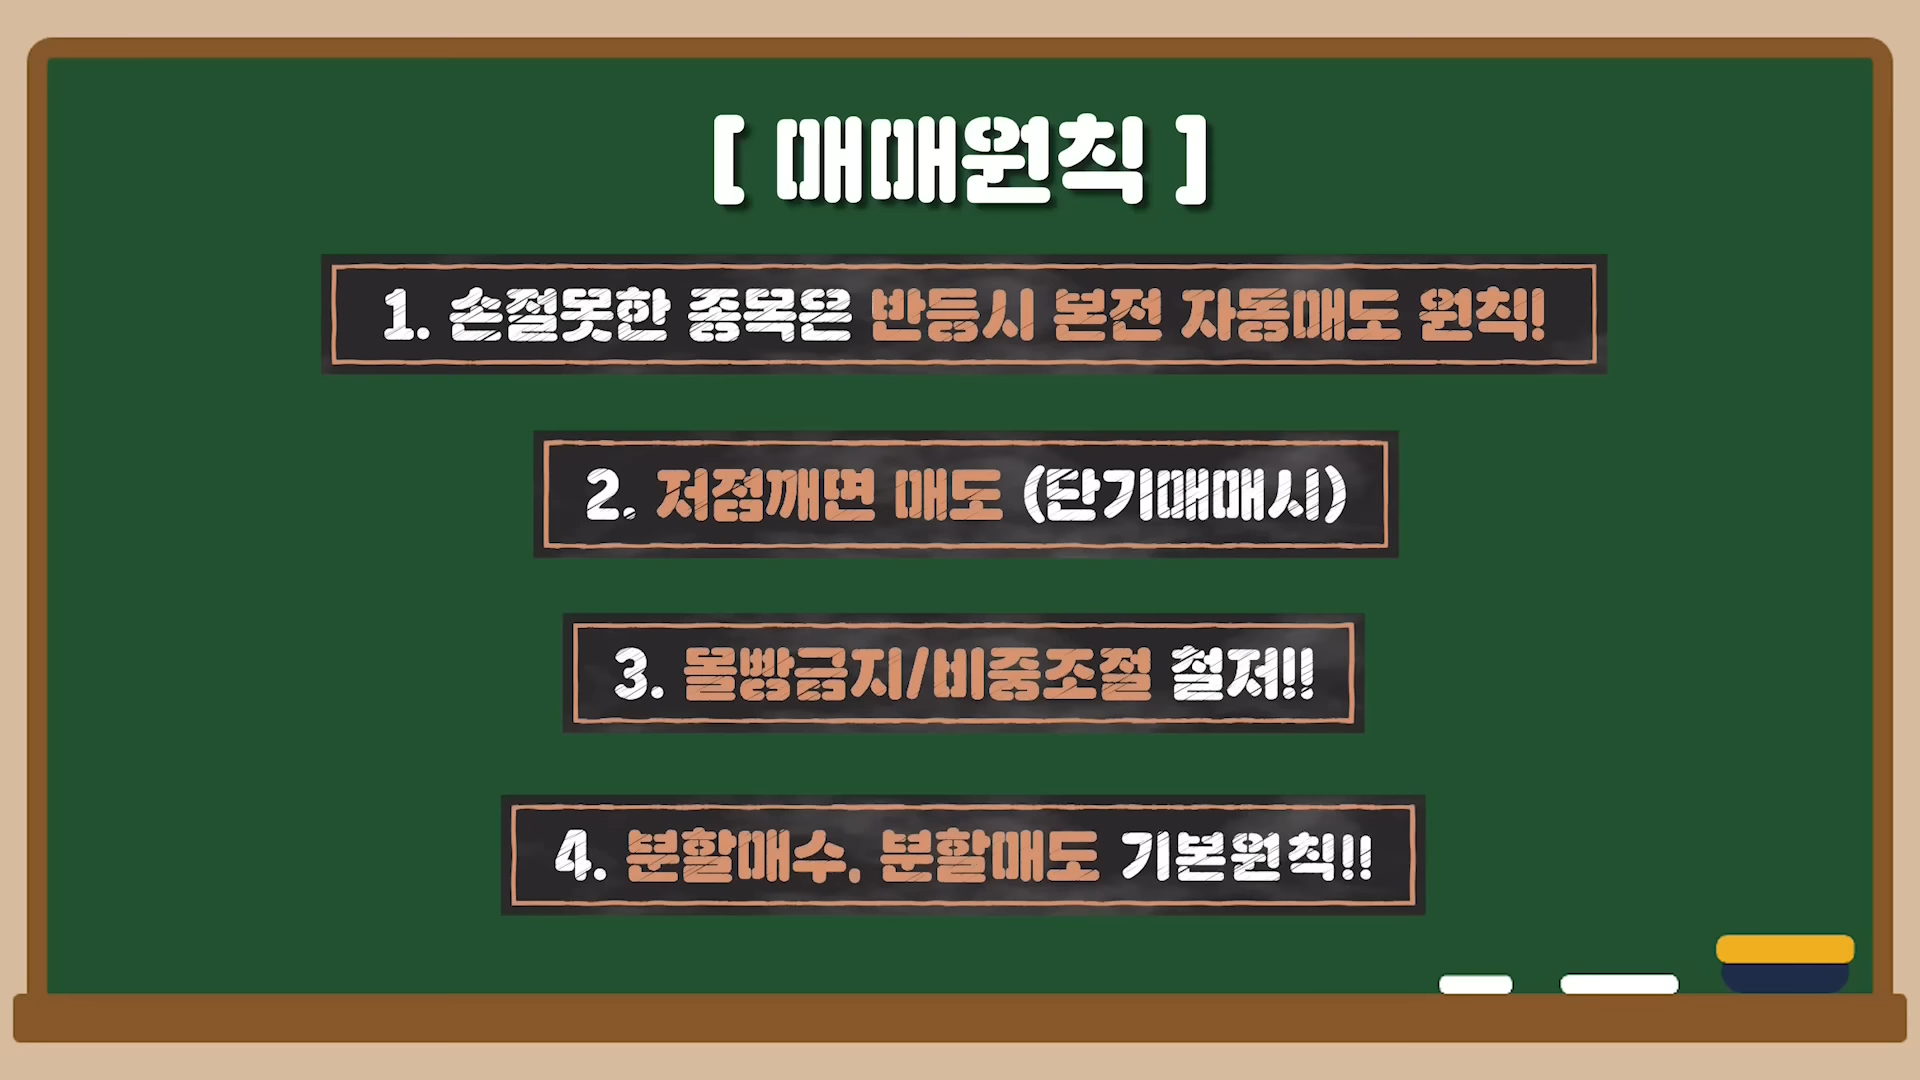 [ 매매원칙 ]
1. 손절못한 종목은 반등시 본전 자동매도 원칙!
2. 저점깨면 매도 (단기매매시)
3. 몰빵금지/비중조절 철저!!
4. 분할매수, 분할매도 기본원칙!!